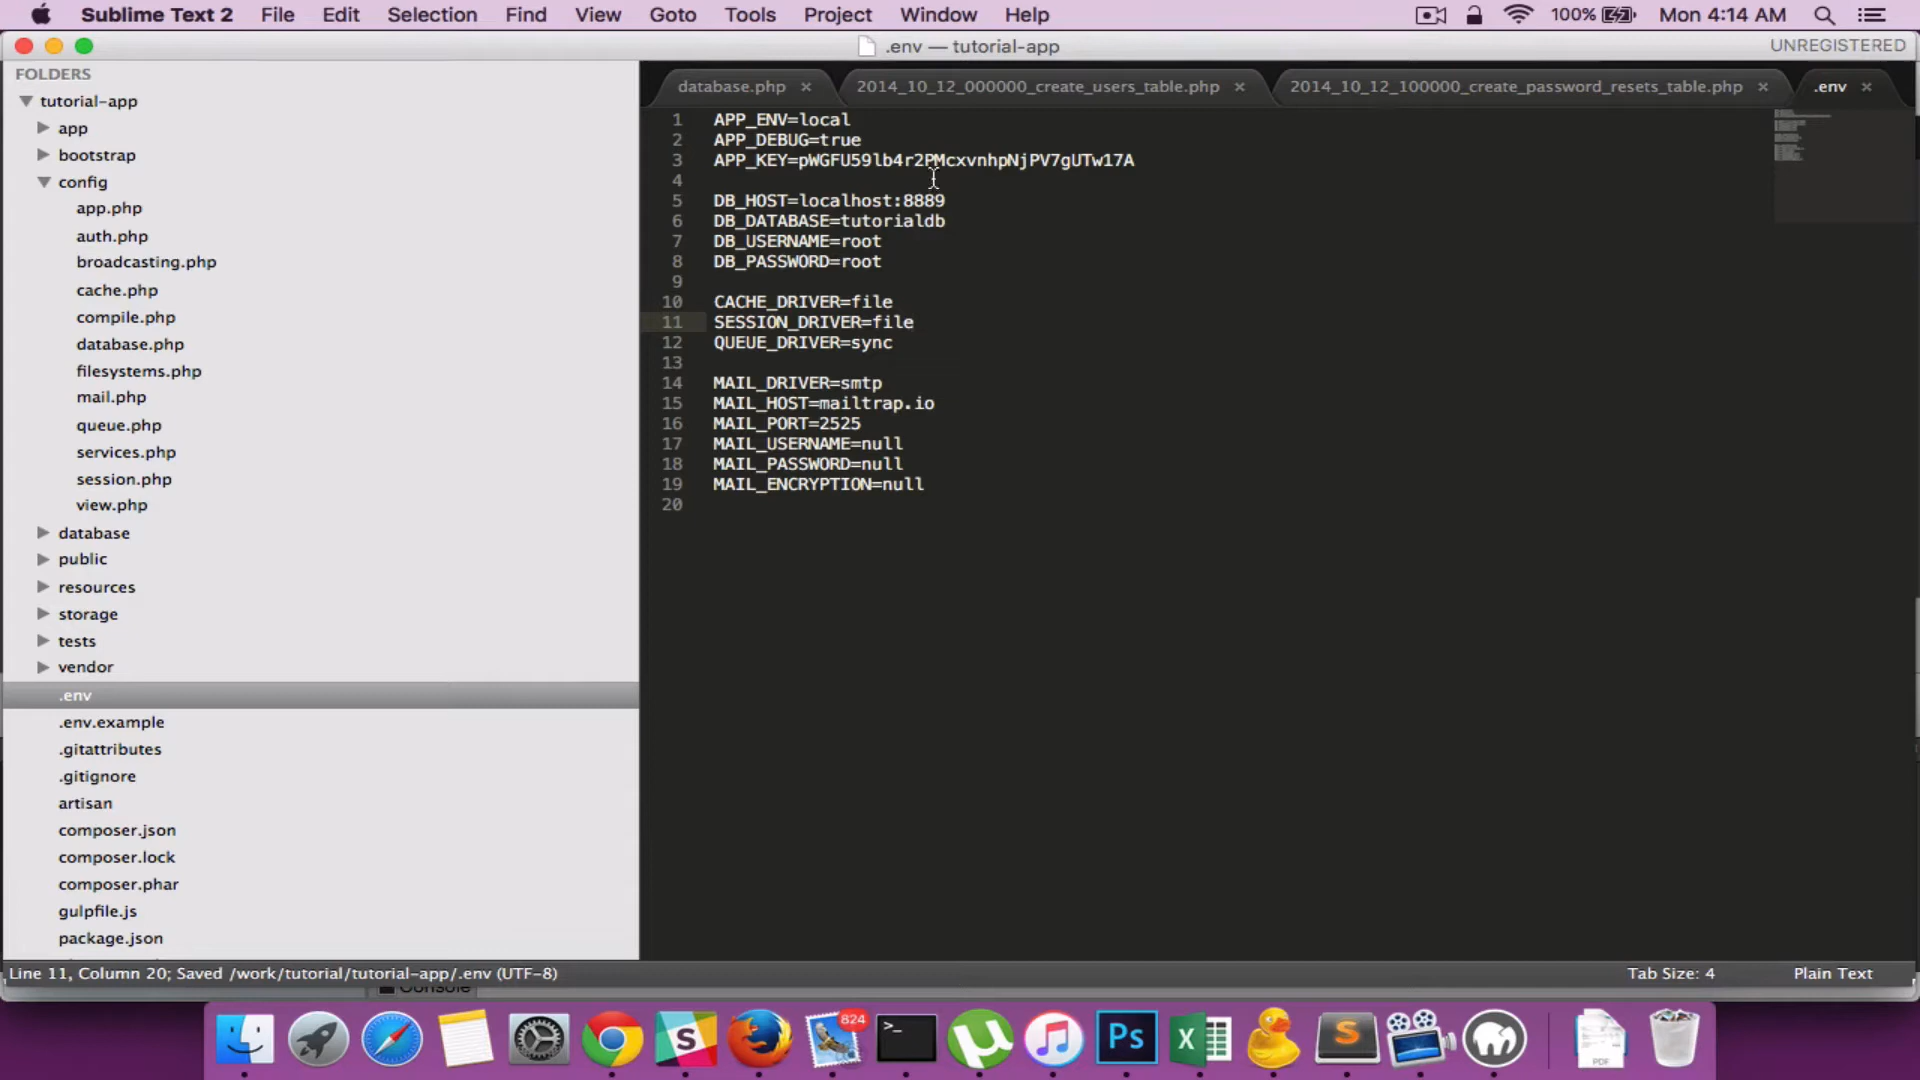 Sublime Text 2 File Edit Selection Find View Goto Tools Project Window Help 100% Mon 4:14 AM
.env — tutorial-app UNREGISTERED
FOLDERS
tutorial-app
app
bootstrap
config
app.php
auth.php
broadcasting.php
cache.php
compile.php
database.php
filesystems.php
mail.php
queue.php
services.php
session.php
view.php
database
public
resources
storage
tests
vendor
.env
.env.example
.gitattributes
.gitignore
artisan
composer.json
composer.lock
composer.phar
gulpfile.js
package.json
database.php × 2014_10_12_000000_create_users_table.php × 2014_10_12_100000_create_password_resets_table.php × .env ×
1 APP_ENV=local
2 APP_DEBUG=true
3 APP_KEY=pWGFU59lb4r2PMcxvnhpNjPV7gUTw17A
4
5 DB_HOST=localhost:8889
6 DB_DATABASE=tutorialdb
7 DB_USERNAME=root
8 DB_PASSWORD=root
9
10 CACHE_DRIVER=file
11 SESSION_DRIVER=file
12 QUEUE_DRIVER=sync
13
14 MAIL_DRIVER=smtp
15 MAIL_HOST=mailtrap.io
16 MAIL_PORT=2525
17 MAIL_USERNAME=null
18 MAIL_PASSWORD=null
19 MAIL_ENCRYPTION=null
20
Line 11, Column 20; Saved /work/tutorial/tutorial-app/.env (UTF-8) Tab Size: 4 Plain Text
Console
824
>_
S
µ
Ps
X
S
PDF